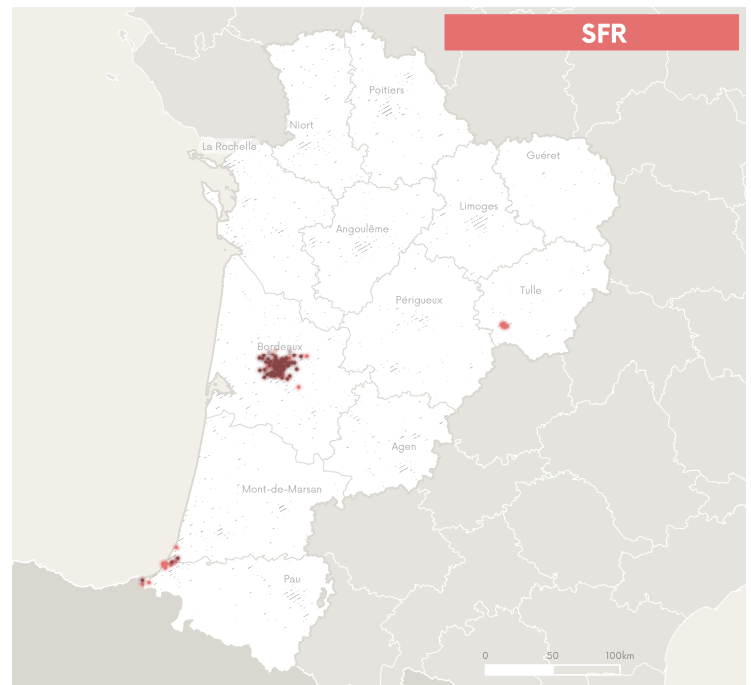 SFR
Poitiers
Niort
La Rochelle
Guéret
Limoges
Angoulême
Tulle
Périgueux
Bordeaux
Agen
Mont-de-Marsan
Pau
0 50 100km